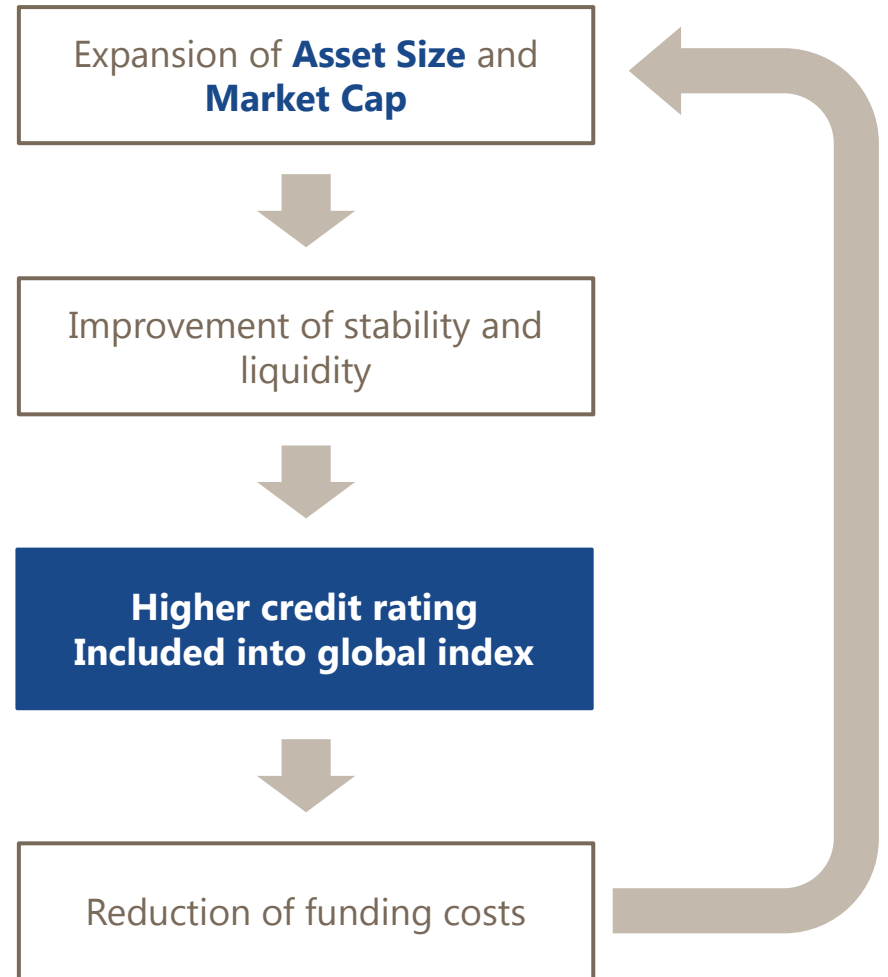 Expansion of Asset Size and
Market Cap
Improvement of stability and
liquidity
Higher credit rating
Included into global index
Reduction of funding costs